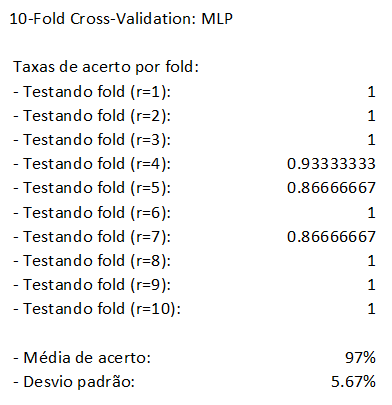 10-Fold Cross-Validation: MLP
Taxas de acerto por fold:
- Testando fold (r=1): 1
- Testando fold (r=2): 1
- Testando fold (r=3): 1
- Testando fold (r=4): 0.93333333
- Testando fold (r=5): 0.86666667
- Testando fold (r=6): 1
- Testando fold (r=7): 0.86666667
- Testando fold (r=8): 1
- Testando fold (r=9): 1
- Testando fold (r=10): 1
- Média de acerto: 97%
- Desvio padrão: 5.67%